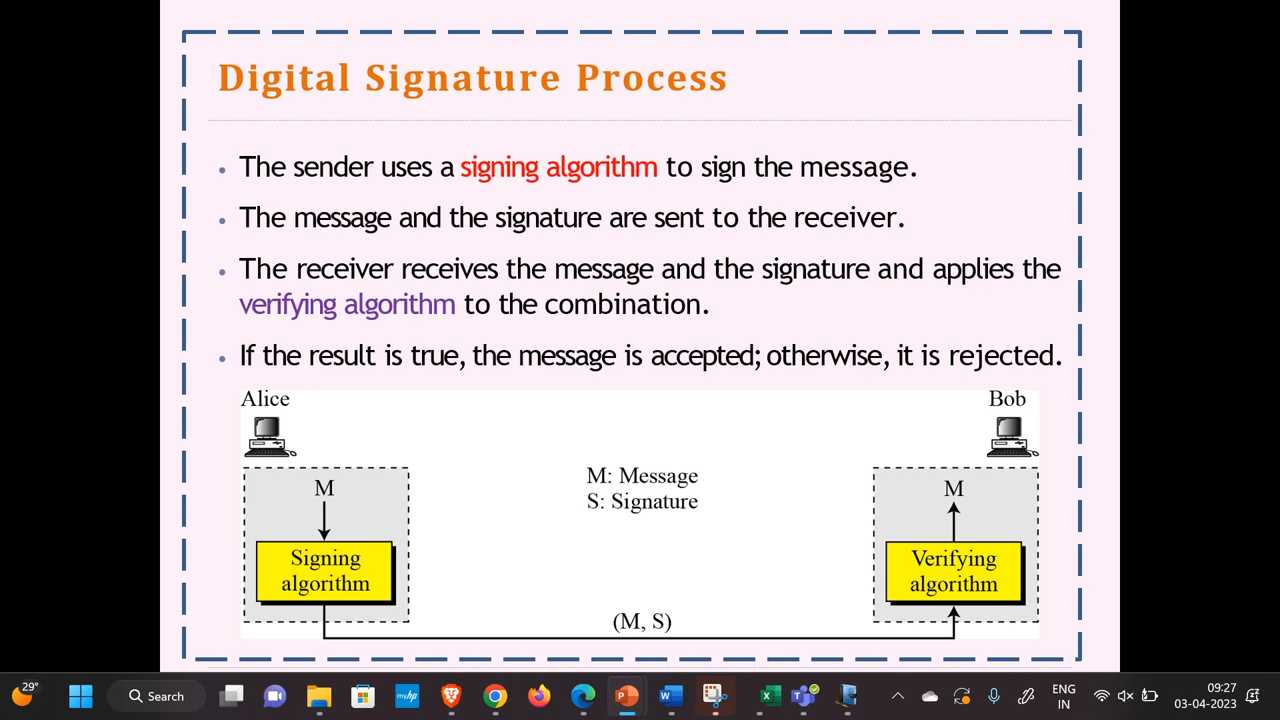 Digital Signature Process
The sender uses a signing algorithm to sign the message.
The message and the signature are sent to the receiver.
The receiver receives the message and the signature and applies the
verifying algorithm to the combination.
If the result is true, the message is accepted; otherwise, it is rejected.
Alice
Bob
M
M: Message
S: Signature
M
Signing
algorithm
Verifying
algorithm
(M, S)
29°
Search
myhp
ENG
IN
09:27
03-04-2023